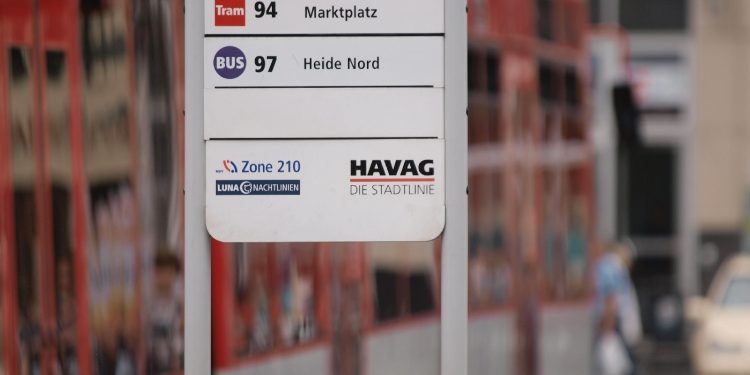 Tram 94 Marktplatz
BUS 97 Heide Nord
Zone 210
LUNA NACHTLINIEN
HAVAG
DIE STADTLINIE